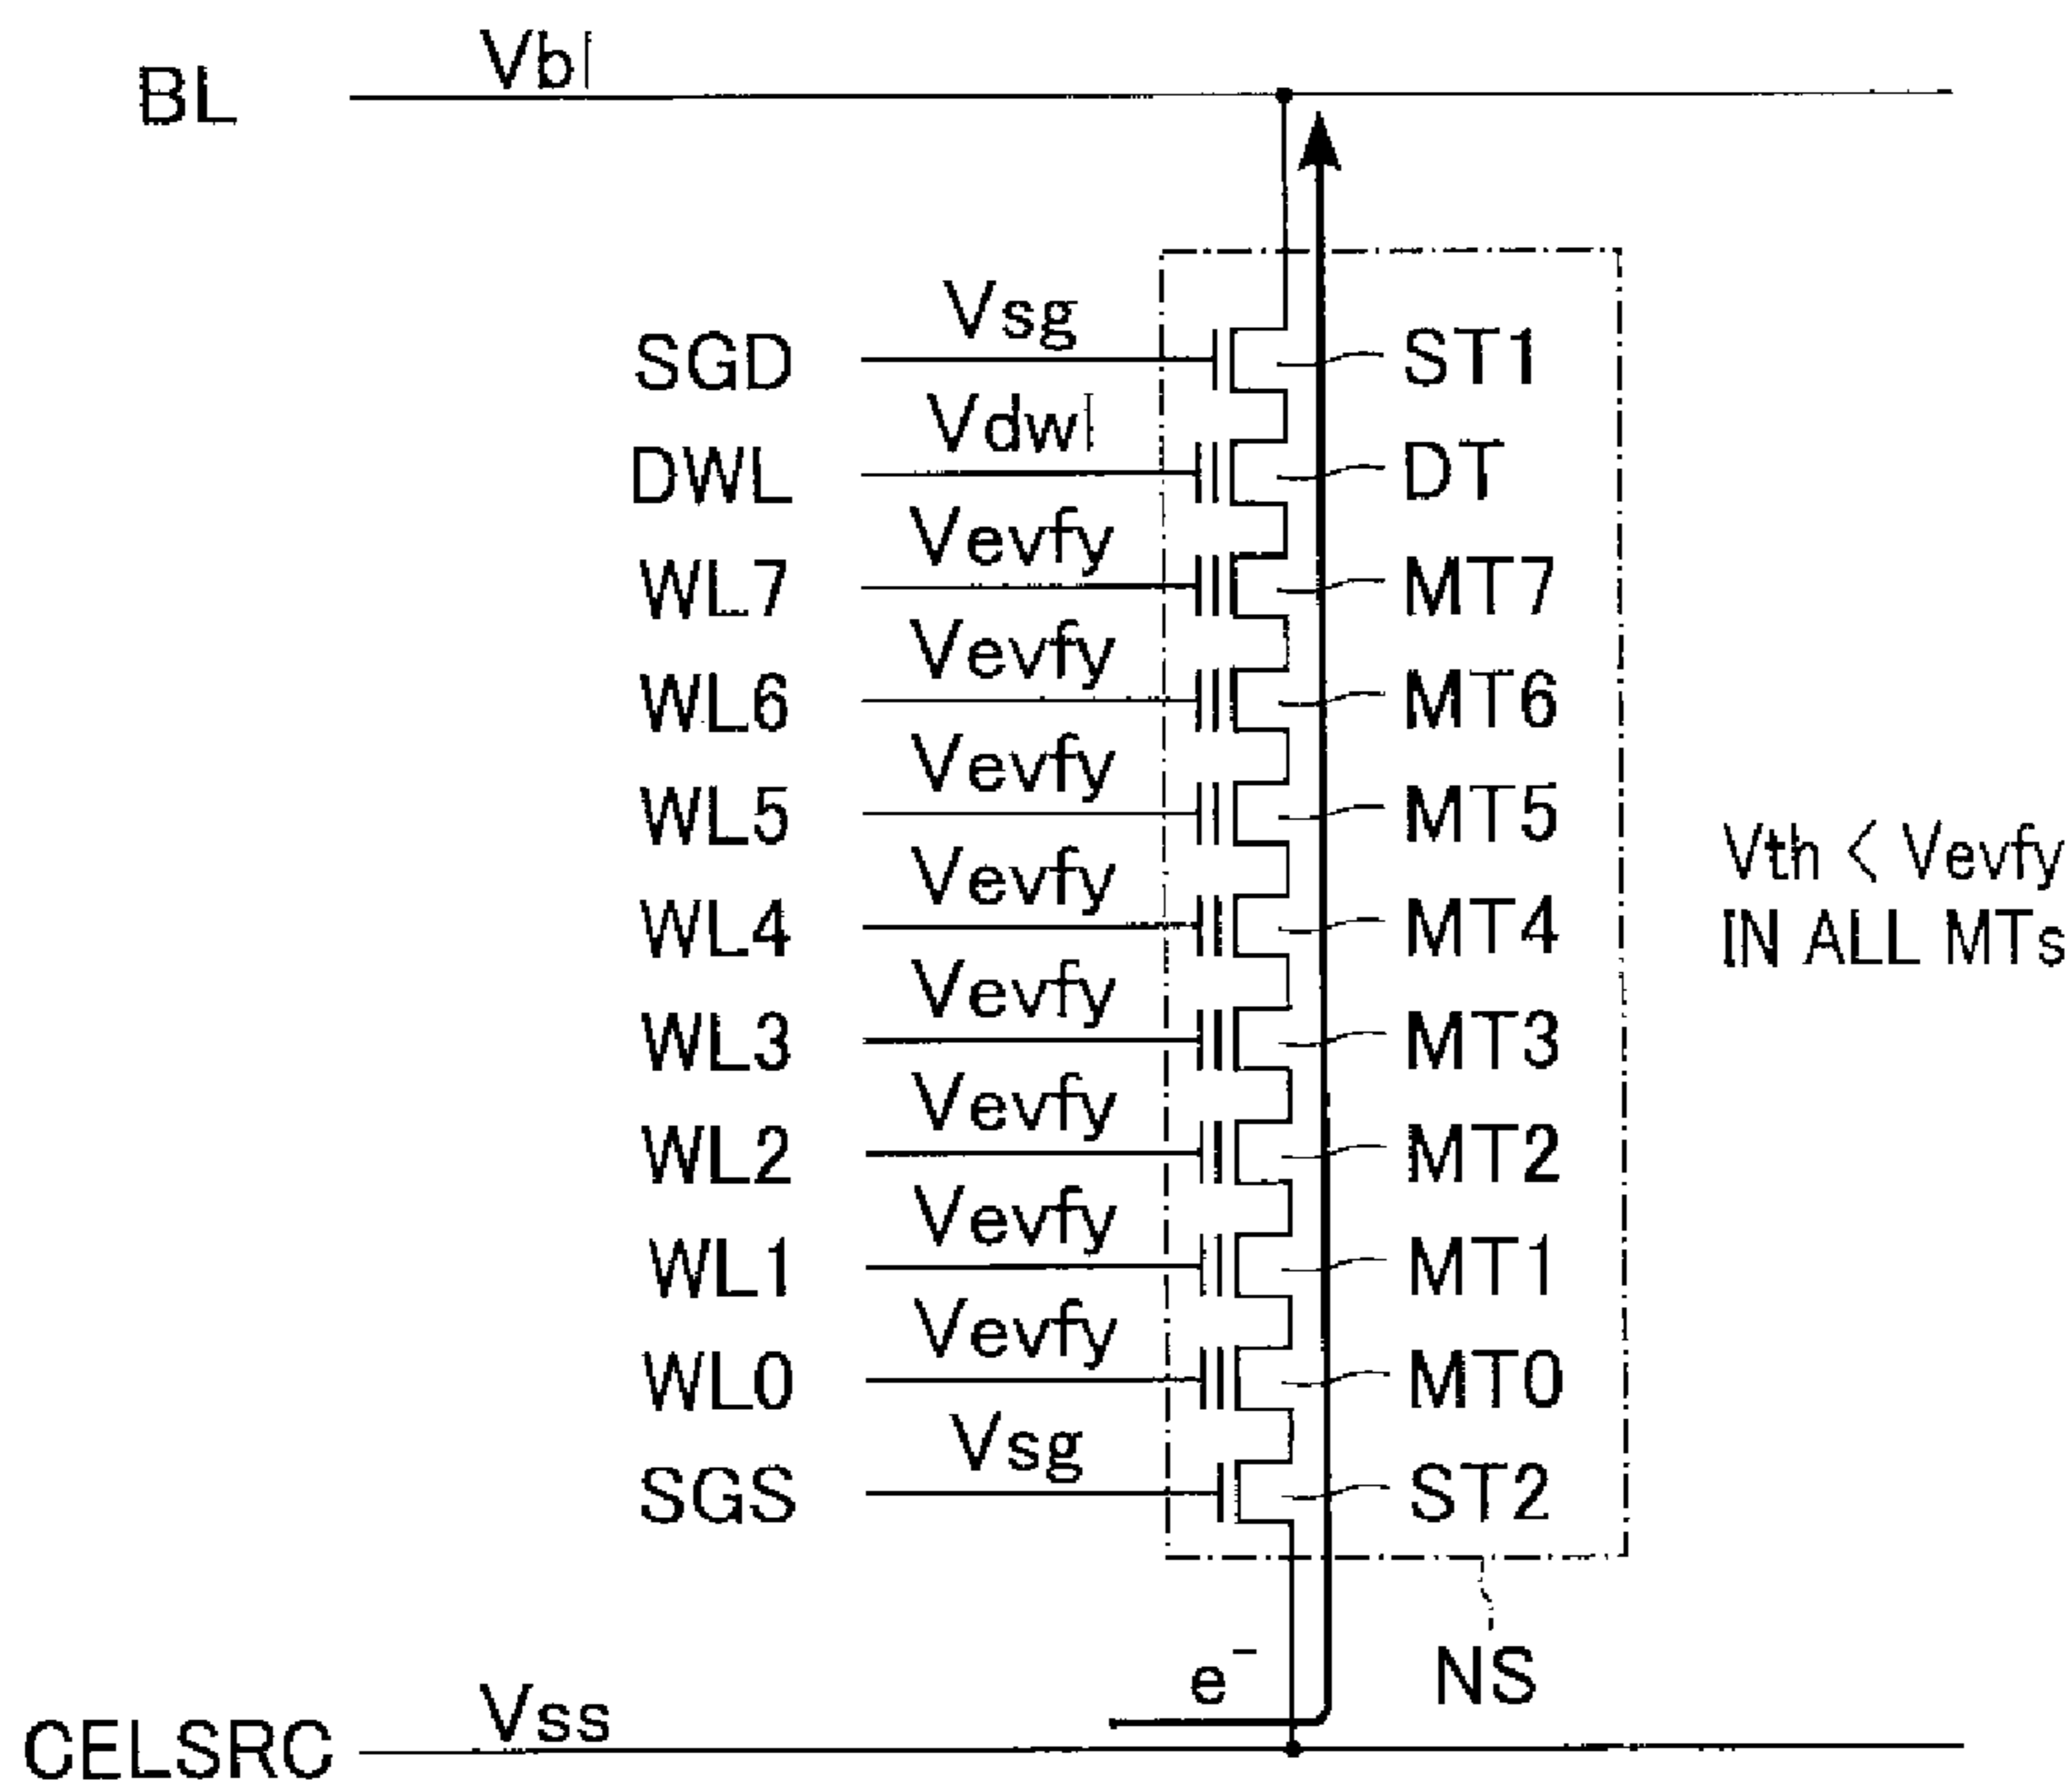 BL Vbl
Vsg
SGD ST1
Vdwl
DWL DT
Vevfy
WL7 MT7
Vevfy
WL6 MT6
Vevfy
WL5 MT5
Vth < Vevfy
IN ALL MTs
Vevfy
WL4 MT4
Vevfy
WL3 MT3
Vevfy
WL2 MT2
Vevfy
WL1 MT1
Vevfy
WL0 MT0
Vsg
SGS ST2
e⁻ NS
CELSRC Vss